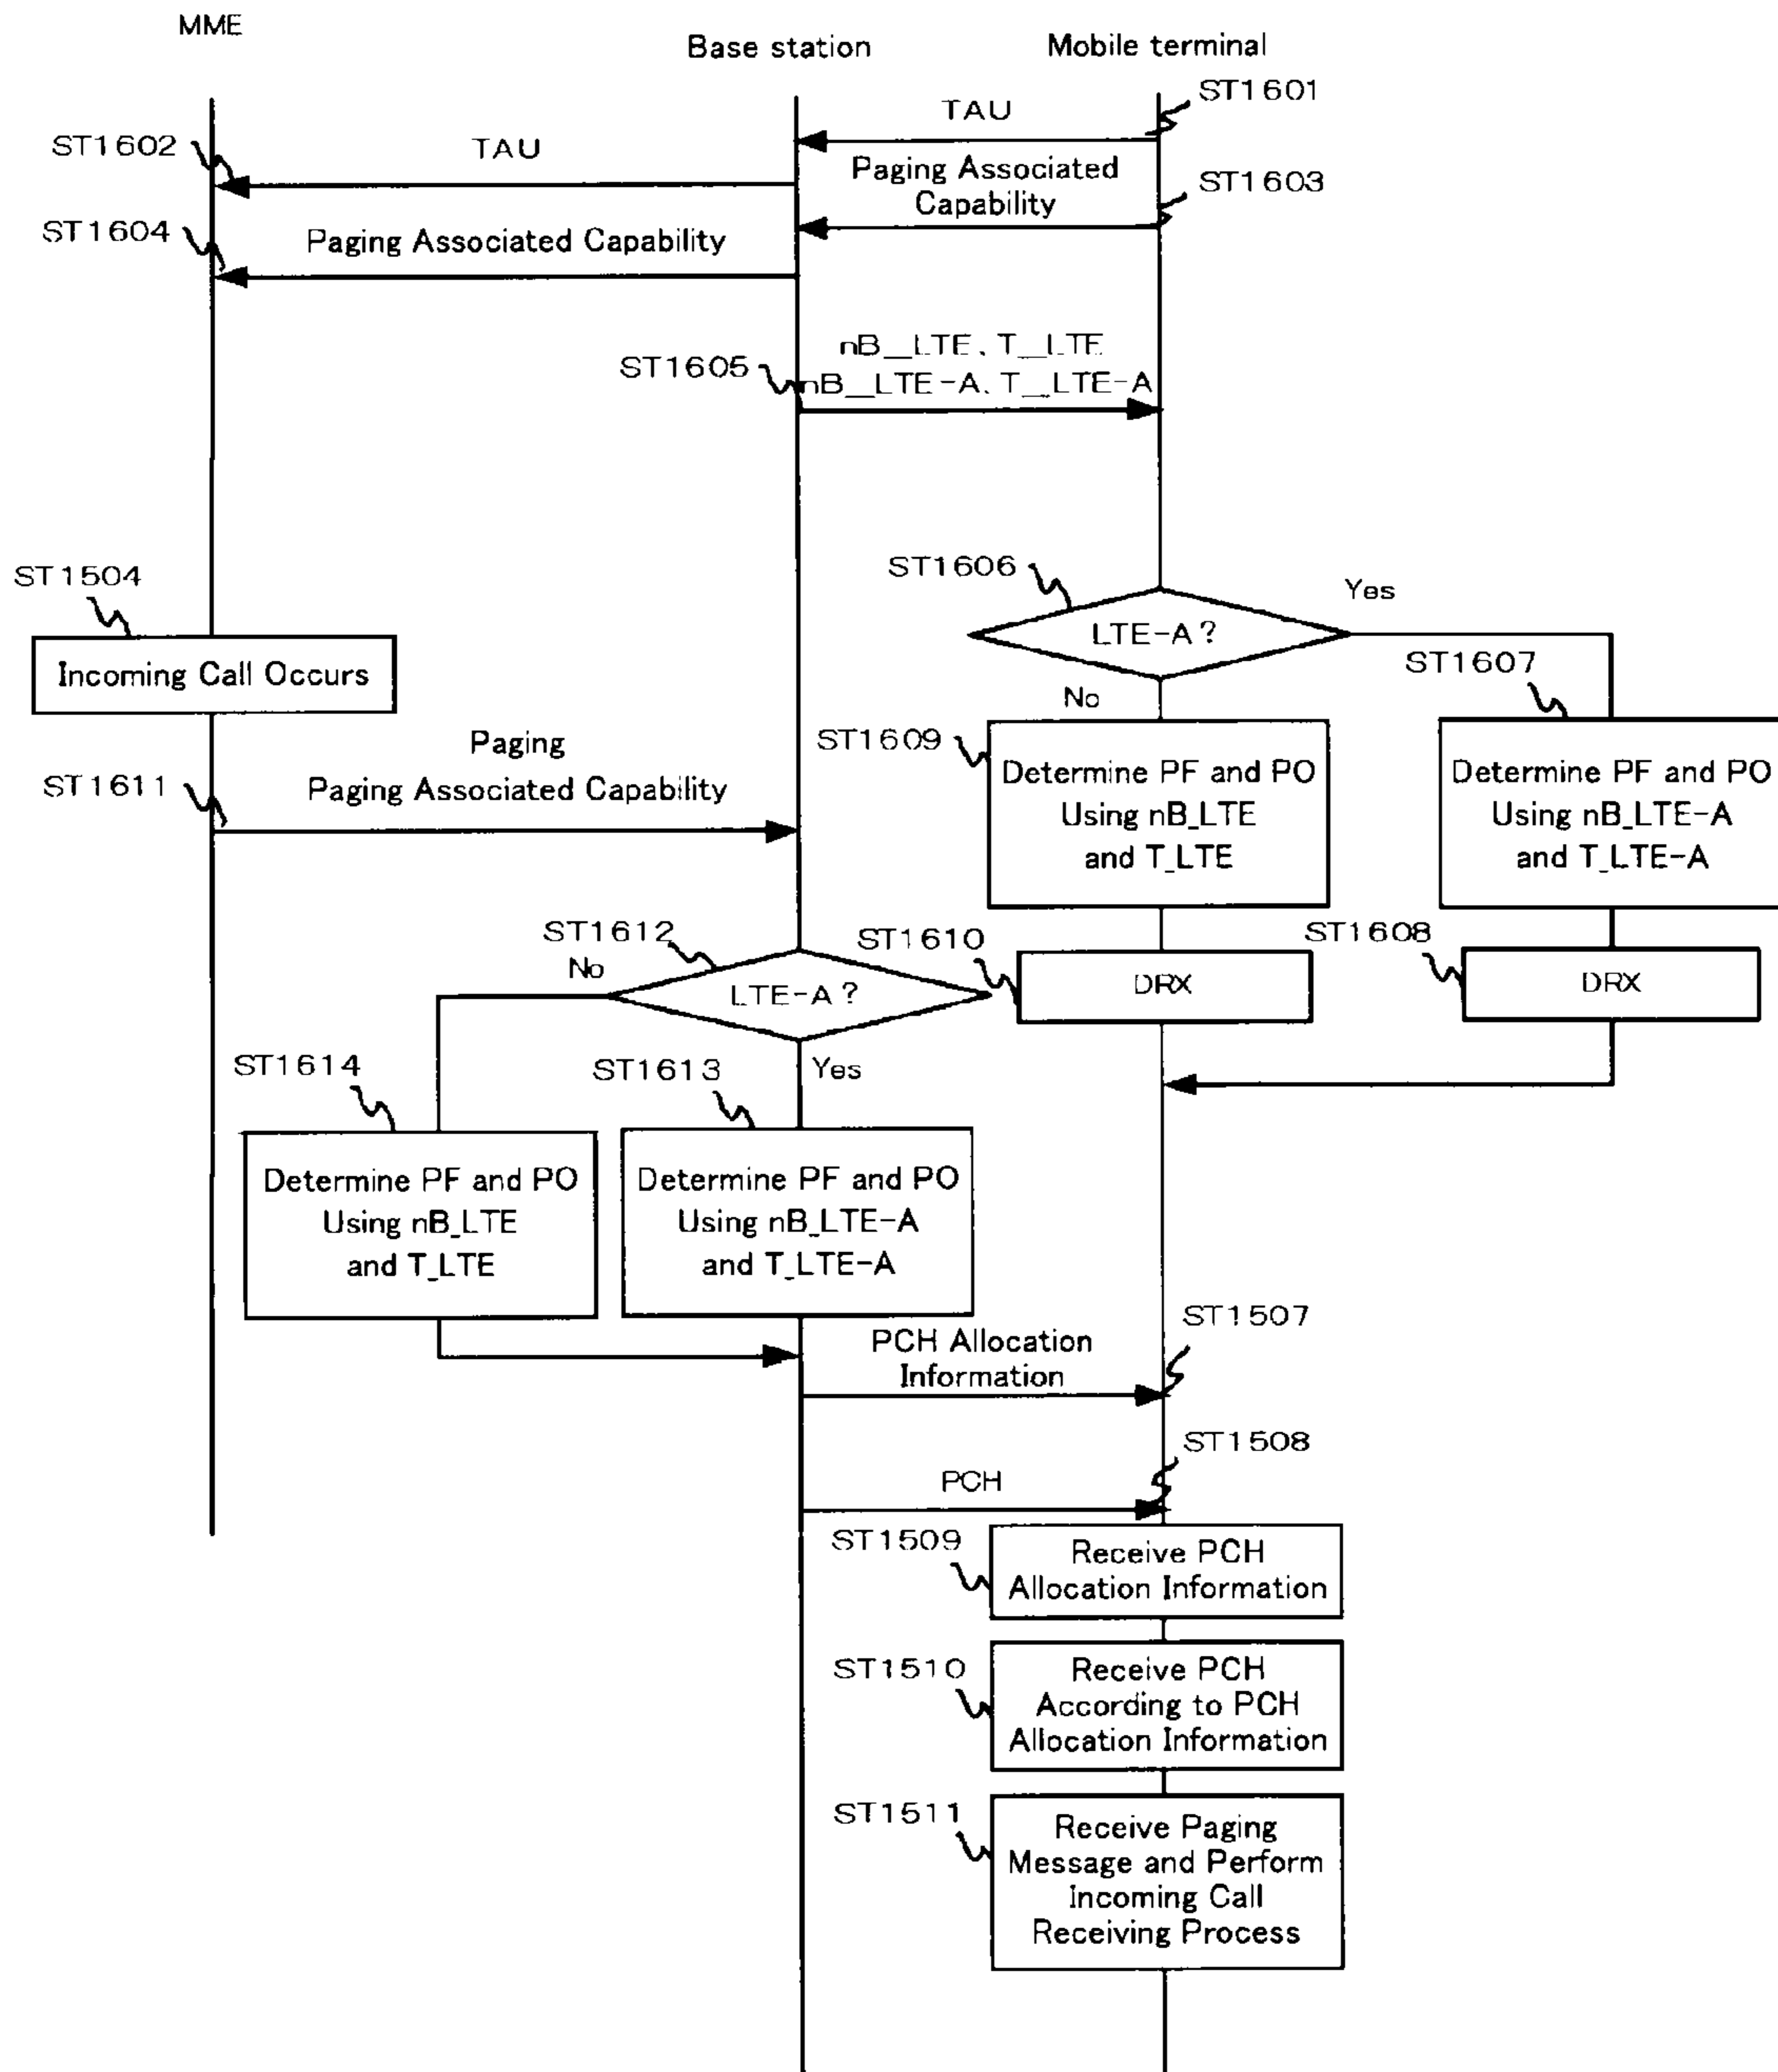 MME
Base station
Mobile terminal
ST1601
TAU
ST1602
TAU
Paging Associated
Capability
ST1603
ST1604
Paging Associated Capability
nB_LTE, T_LTE
ST1605
nB_LTE-A, T_LTE-A
ST1504
Incoming Call Occurs
ST1606
LTE-A?
Yes
No
ST1607
Determine PF and PO
Using nB_LTE-A
and T_LTE-A
ST1609
Determine PF and PO
Using nB_LTE
and T_LTE
Paging
ST1611
Paging Associated Capability
ST1612
No
LTE-A?
Yes
ST1610
DRX
ST1608
DRX
ST1614
Determine PF and PO
Using nB_LTE
and T_LTE
ST1613
Determine PF and PO
Using nB_LTE-A
and T_LTE-A
PCH Allocation
Information
ST1507
ST1508
PCH
ST1509
Receive PCH
Allocation Information
ST1510
Receive PCH
According to PCH
Allocation Information
ST1511
Receive Paging
Message and Perform
Incoming Call
Receiving Process